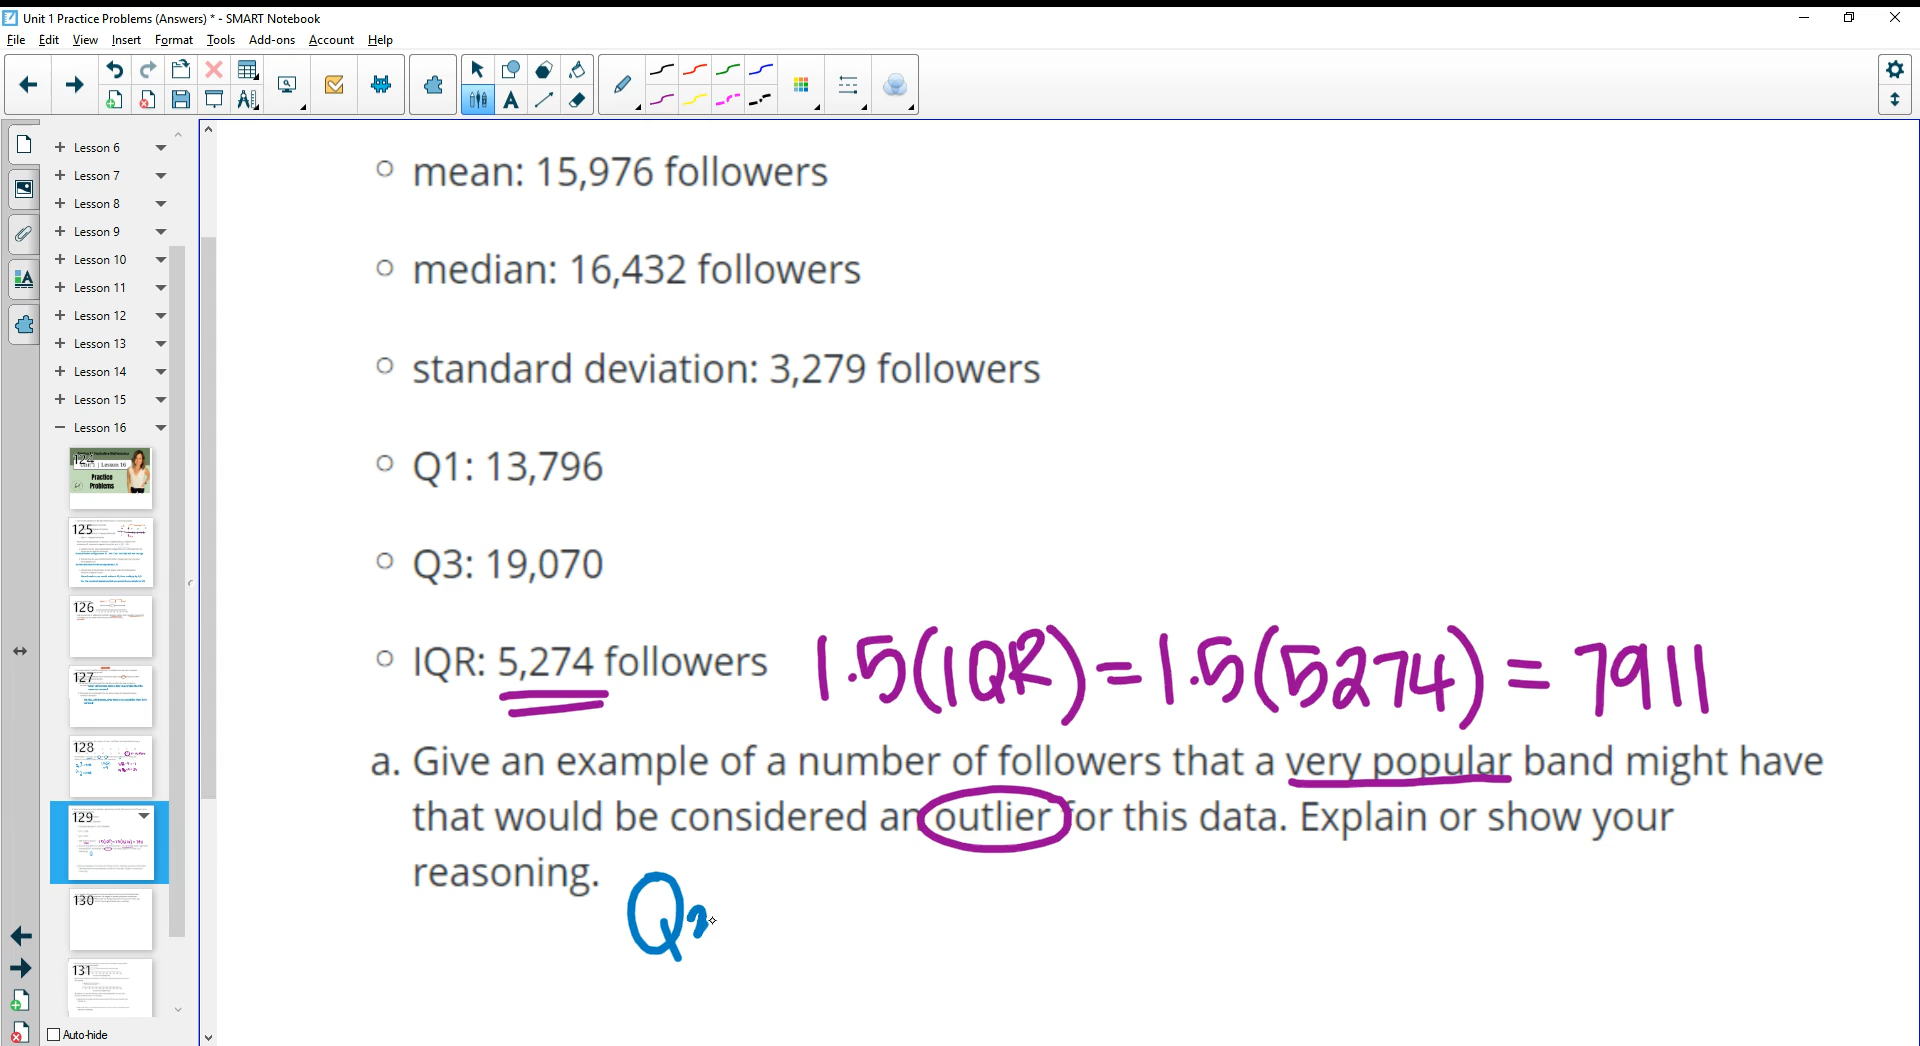 Unit 1 Practice Problems (Answers) * - SMART Notebook
File Edit View Insert Format Tools Add-ons Account Help
Lesson 6
Lesson 7
Lesson 8
Lesson 9
Lesson 10
Lesson 11
Lesson 12
Lesson 13
Lesson 14
Lesson 15
Lesson 16
124
Lesson 16
Practice
Problems
125
126
127
128
129
130
131
Auto-hide
mean: 15,976 followers
median: 16,432 followers
standard deviation: 3,279 followers
Q1: 13,796
Q3: 19,070
IQR: 5,274 followers 1.5(IQR)=1.5(5274)=7911
a. Give an example of a number of followers that a very popular band might have
that would be considered an outlier for this data. Explain or show your
reasoning.
Q